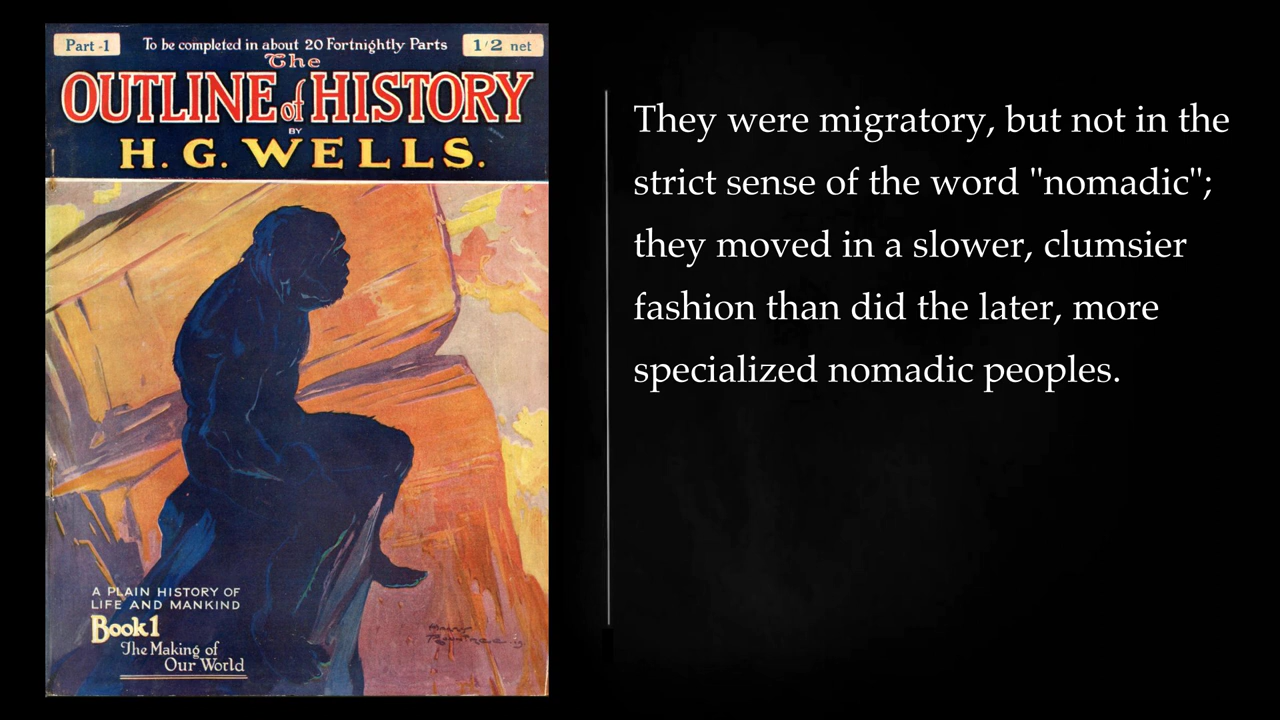 Part -1
To be completed in about 20 Fortnightly Parts
1/2 net
The
OUTLINE of HISTORY
BY
H. G. WELLS.
A PLAIN HISTORY OF
LIFE AND MANKIND
Book 1
The Making of
Our World
They were migratory, but not in the
strict sense of the word "nomadic";
they moved in a slower, clumsier
fashion than did the later, more
specialized nomadic peoples.